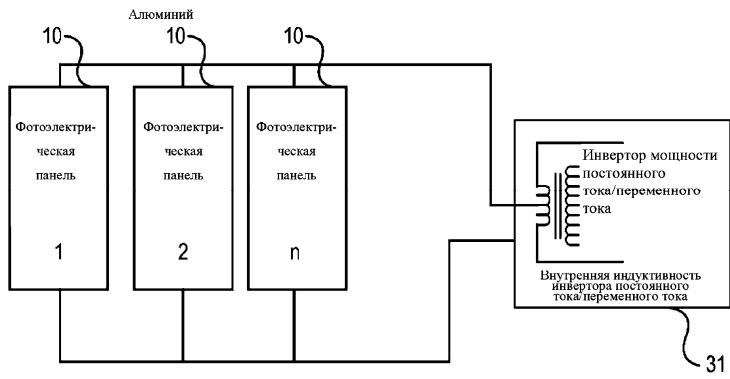 Алюминий
10
10
10
Фотоэлектри-
ческая
панель
1
Фотоэлектри-
ческая
панель
2
Фотоэлектри-
ческая
панель
n
Инвертор мощности
постоянного
тока/переменного
тока
Внутренняя индуктивность
инвертора постоянного
тока/переменного тока
31